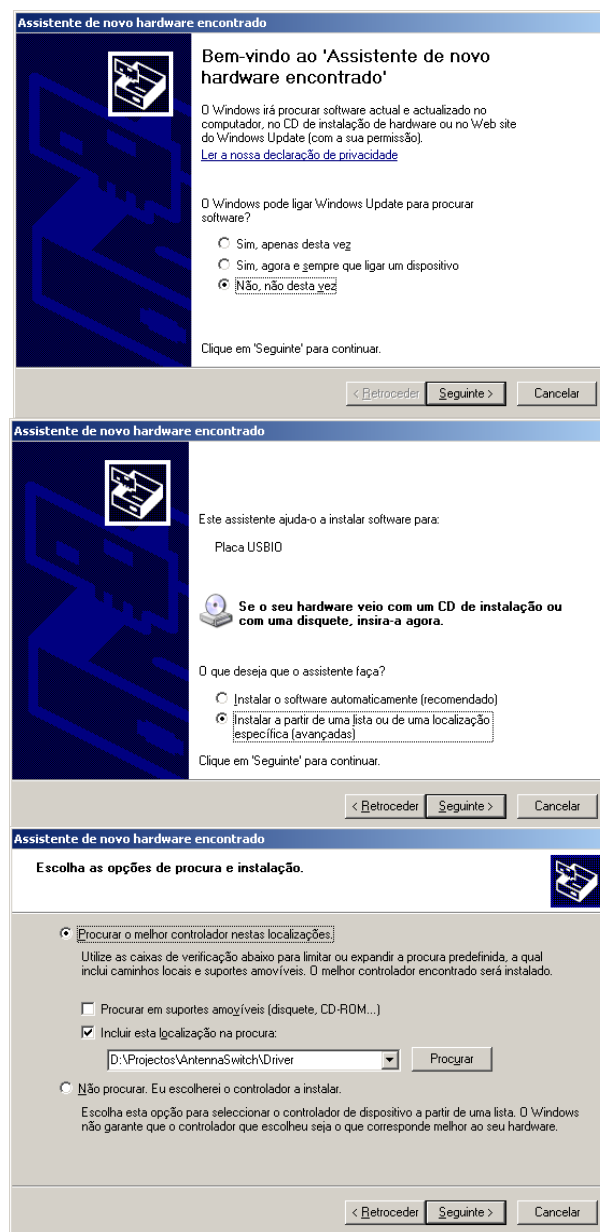 Assistente de novo hardware encontrado
Bem-vindo ao 'Assistente de novo
hardware encontrado'
O Windows irá procurar software actual e actualizado no
computador, no CD de instalação de hardware ou no Web site
do Windows Update (com a sua permissão).
Ler a nossa declaração de privacidade
O Windows pode ligar Windows Update para procurar
software?
Sim, apenas desta vez
Sim, agora e sempre que ligar um dispositivo
Não, não desta vez
Clique em 'Seguinte' para continuar.
< Retroceder Seguinte > Cancelar
Assistente de novo hardware encontrado
Este assistente ajuda-o a instalar software para:
Placa USBIO
Se o seu hardware veio com um CD de instalação ou
com uma disquete, insira-a agora.
O que deseja que o assistente faça?
Instalar o software automaticamente (recomendado)
Instalar a partir de uma lista ou de uma localização
específica (avançadas)
Clique em 'Seguinte' para continuar.
< Retroceder Seguinte > Cancelar
Assistente de novo hardware encontrado
Escolha as opções de procura e instalação.
Procurar o melhor controlador nestas localizações.
Utilize as caixas de verificação abaixo para limitar ou expandir a procura predefinida, a qual
inclui caminhos locais e suportes amovíveis. O melhor controlador encontrado será instalado.
Procurar em suportes amovíveis (disquete, CD-ROM...)
Incluir esta localização na procura:
D:\Projectos\AntennaSwitch\Driver Procurar
Não procurar. Eu escolherei o controlador a instalar.
Escolha esta opção para seleccionar o controlador de dispositivo a partir de uma lista. O Windows
não garante que o controlador que escolheu seja o que corresponde melhor ao seu hardware.
< Retroceder Seguinte > Cancelar